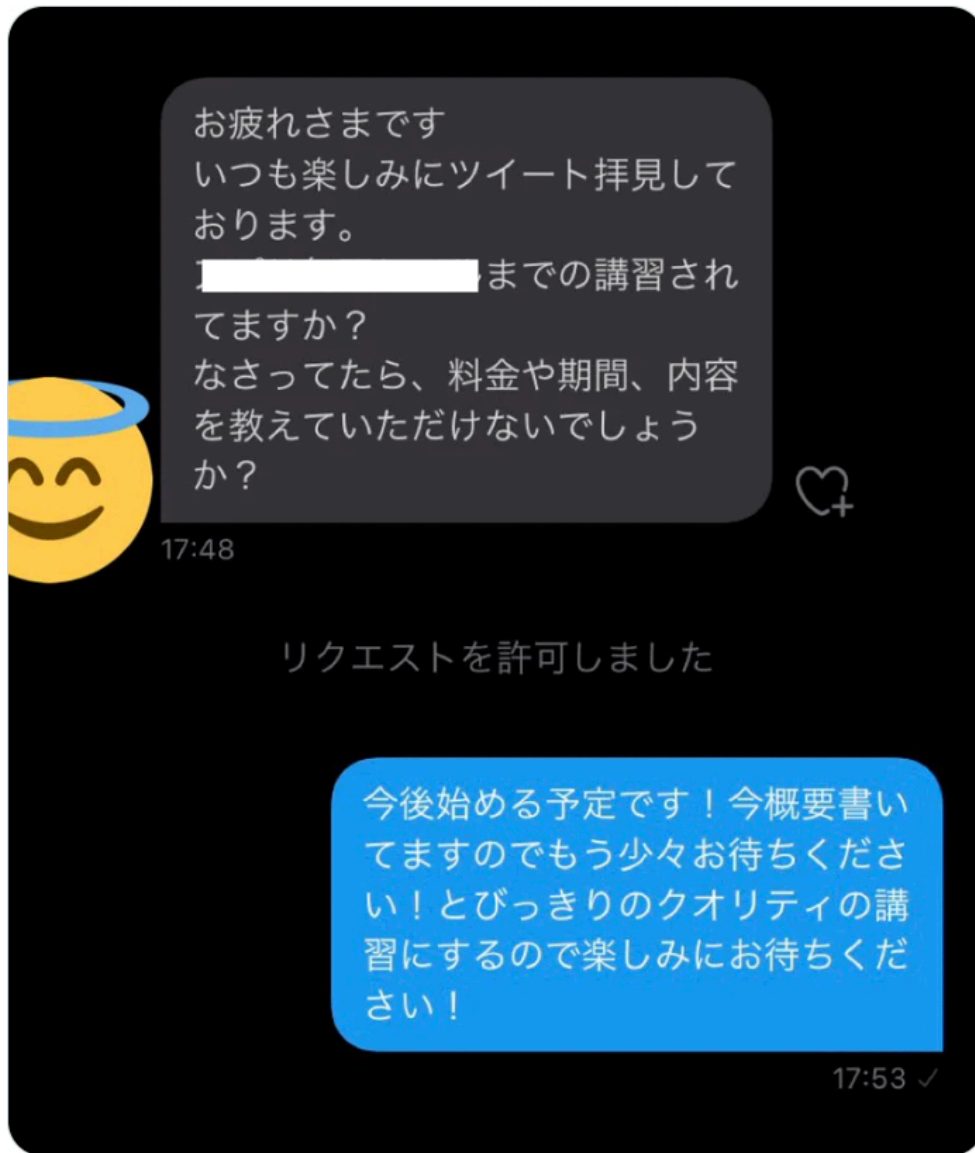 お疲れさまです
いつも楽しみにツイート拝見して
おります。
までの講習され
てますか？
なさってたら、料金や期間、内容
を教えていただけないでしょう
か？
17:48
リクエストを許可しました
今後始める予定です！今概要書い
てますのでもう少々お待ちくださ
い！とびっきりのクオリティの講
習にするので楽しみにお待ちくだ
さい！
17:53